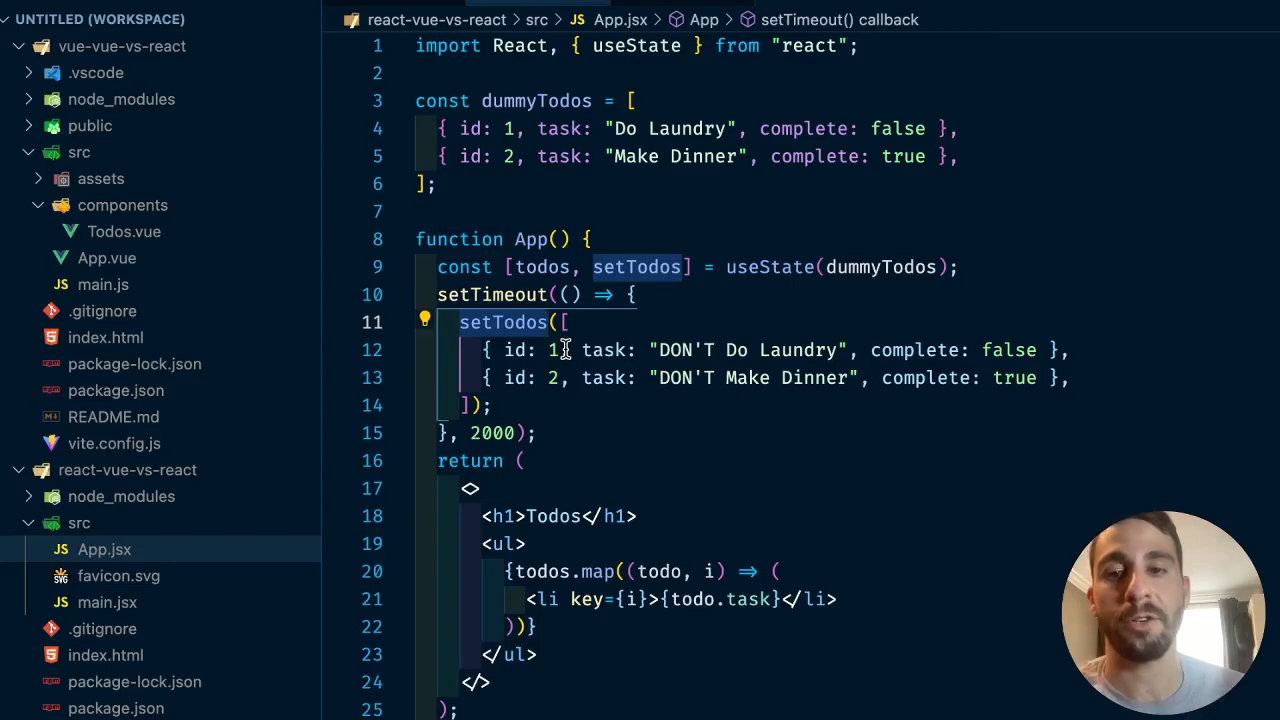 UNTITLED (WORKSPACE)
vue-vue-vs-react
.vscode
node_modules
public
src
assets
components
Todos.vue
App.vue
main.js
.gitignore
index.html
package-lock.json
package.json
README.md
vite.config.js
react-vue-vs-react
node_modules
src
JS App.jsx
SVG favicon.svg
JS main.jsx
.gitignore
index.html
package-lock.json
package.json
react-vue-vs-react > src > JS App.jsx > App > setTimeout() callback
1 import React, { useState } from "react";
2
3 const dummyTodos = [
4 { id: 1, task: "Do Laundry", complete: false },
5 { id: 2, task: "Make Dinner", complete: true },
6 ];
7
8 function App() {
9 const [todos, setTodos] = useState(dummyTodos);
10 setTimeout(() => {
11 setTodos([
12 { id: 1, task: "DON'T Do Laundry", complete: false },
13 { id: 2, task: "DON'T Make Dinner", complete: true },
14 ]);
15 }, 2000);
16 return (
17 <>
18 <h1>Todos</h1>
19 <ul>
20 {todos.map((todo, i) => (
21 <li key={i}>{todo.task}</li>
22 ))}
23 </ul>
24 </>
25 );